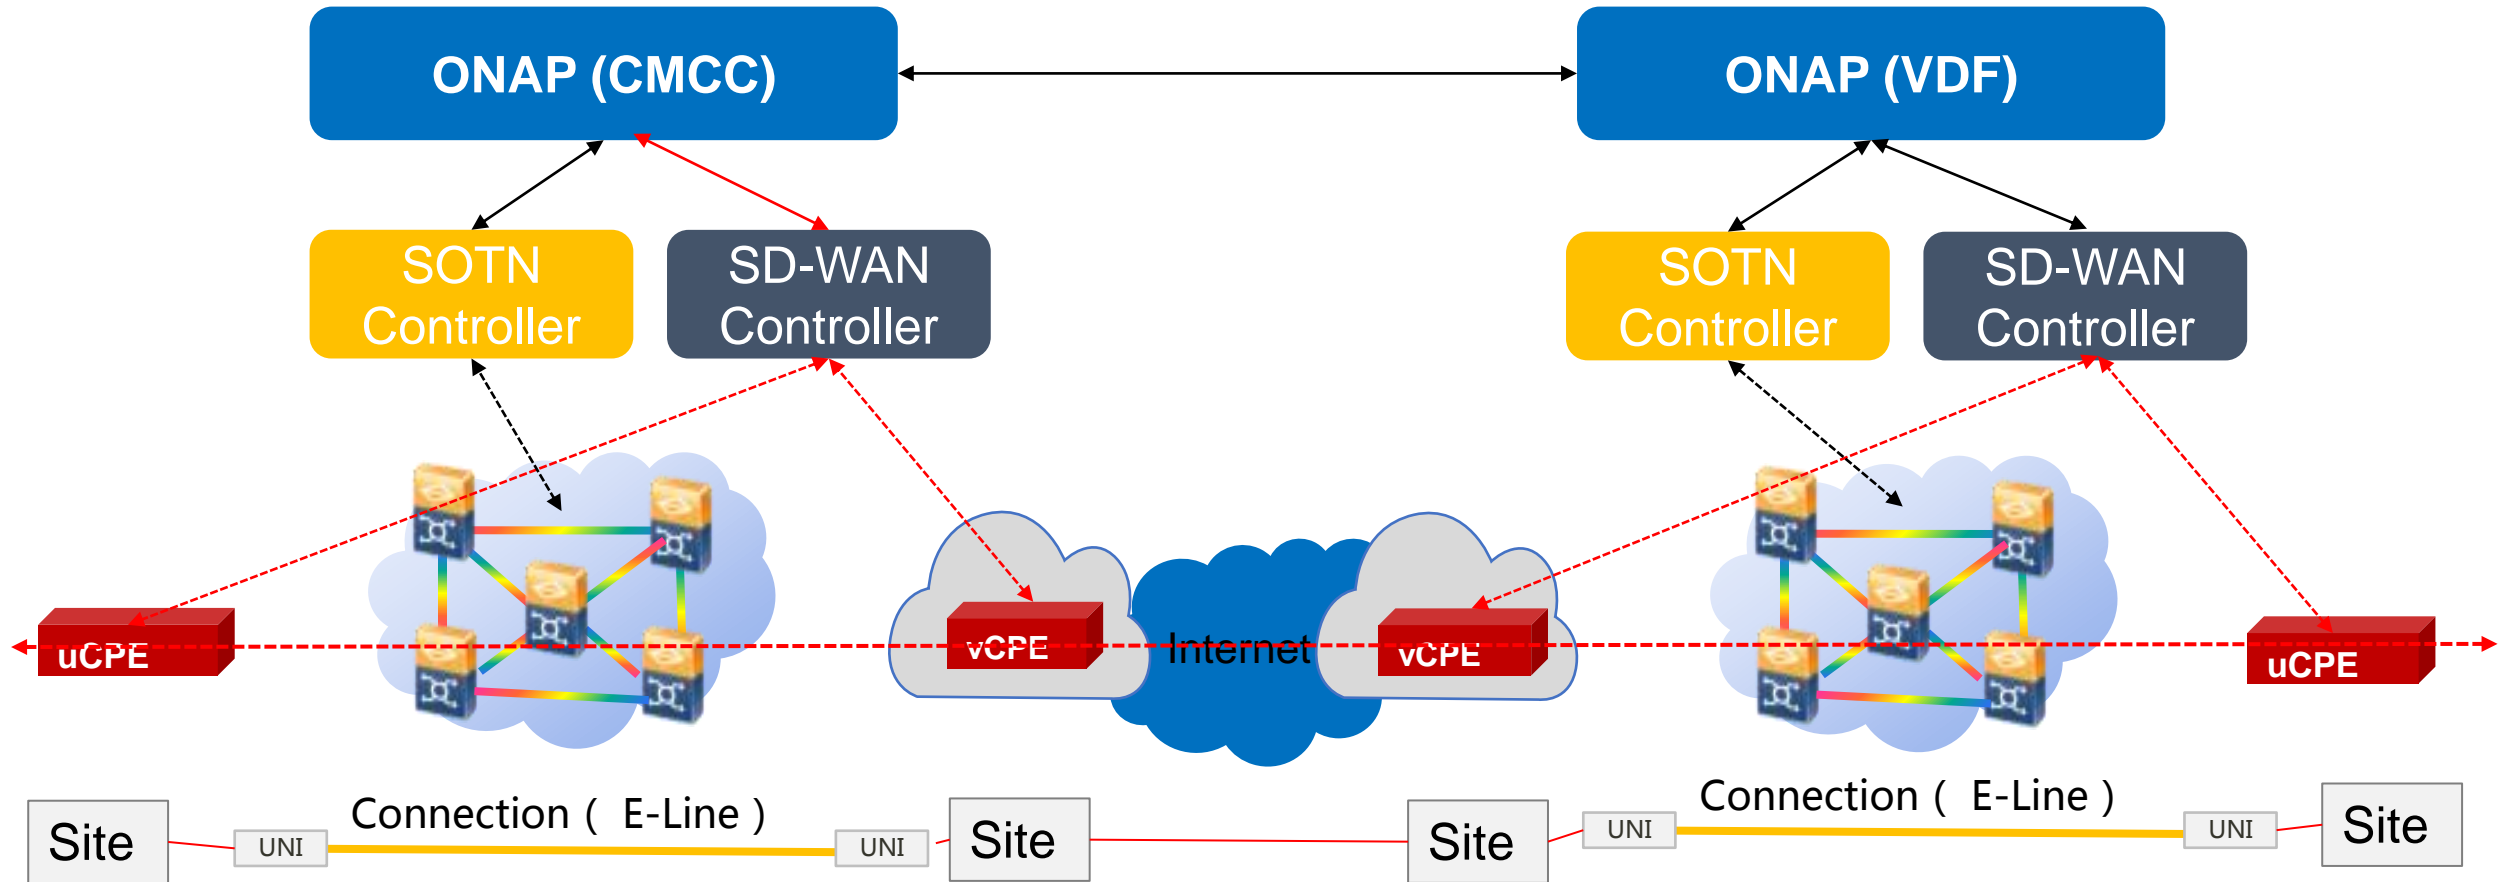 ONAP (CMCC)
ONAP (VDF)
SOTN
Controller
SD-WAN
Controller
SOTN
Controller
SD-WAN
Controller
uCPE
vCPE
Internet
vCPE
uCPE
Connection( E-Line)
Connection( E-Line)
Site
UNI
UNI
Site
Site
UNI
UNI
Site